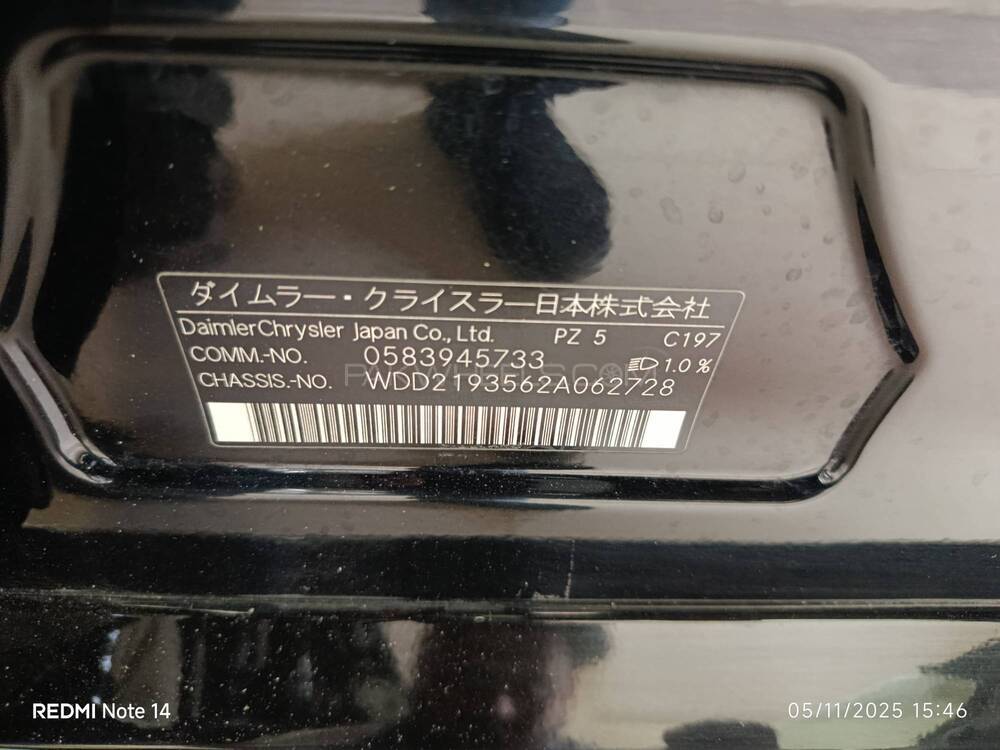 ダイムラー・クライスラー日本株式会社
DaimlerChrysler Japan Co., Ltd. PZ 5 C197
COMM.-NO. 0583945733 1.0 %
CHASSIS.-NO. WDD2193562A062728
PAKWHEELS.COM
REDMI Note 14 05/11/2025 15:46